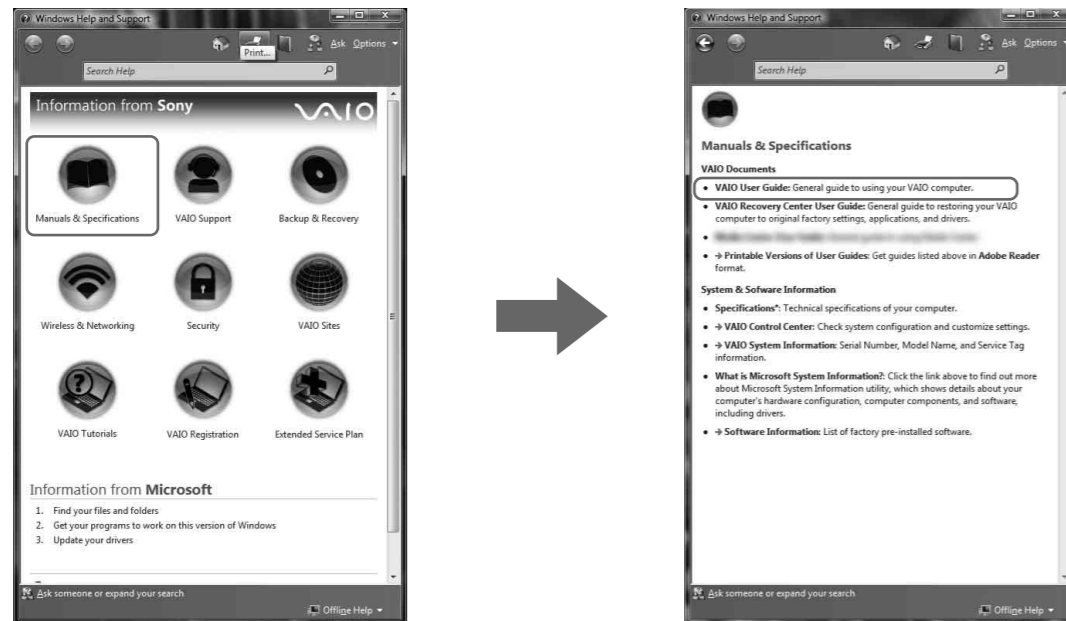 Windows Help and Support
Print...
Ask Options
Search Help
Information from Sony
VAIO
Manuals & Specifications
VAIO Support
Backup & Recovery
Wireless & Networking
Security
VAIO Sites
VAIO Tutorials
VAIO Registration
Extended Service Plan
Information from Microsoft
1. Find your files and folders
2. Get your programs to work on this version of Windows
3. Update your drivers
Ask someone or expand your search
Offline Help
Windows Help and Support
Ask Options
Search Help
Manuals & Specifications
VAIO Documents
• VAIO User Guide: General guide to using your VAIO computer.
• VAIO Recovery Center User Guide: General guide to restoring your VAIO
computer to original factory settings, applications, and drivers.
• → Printable Versions of User Guides: Get guides listed above in Adobe Reader
format.
System & Sofware Information
• Specifications*: Technical specifications of your computer.
• → VAIO Control Center: Check system configuration and customize settings.
• → VAIO System Information: Serial Number, Model Name, and Service Tag
information.
• What is Microsoft System Information?: Click the link above to find out more
about Microsoft System Information utility, which shows details about your
computer's hardware configuration, computer components, and software,
including drivers.
• → Software Information: List of factory pre-installed software.
Ask someone or expand your search
Offline Help